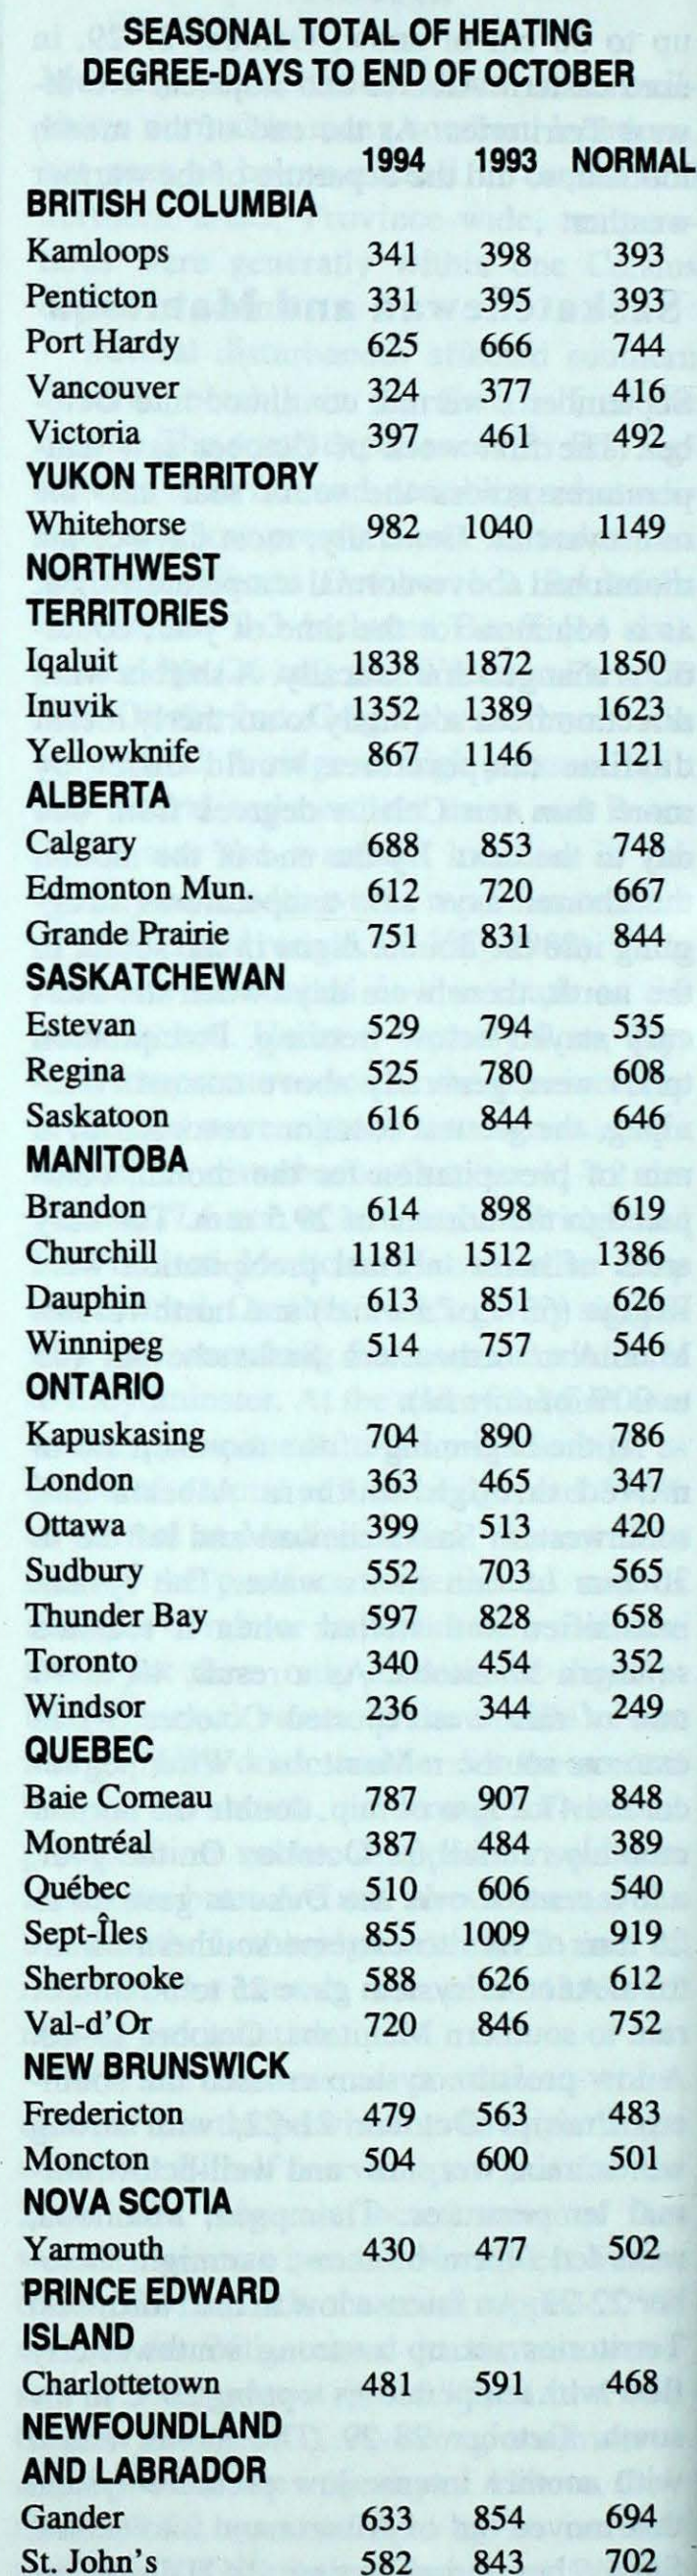 SEASONAL TOTAL OF HEATING
DEGREE-DAYS TO END OF OCTOBER
1994 1993 NORMAL
BRITISH COLUMBIA
Kamloops 341 398 393
Penticton 331 395 393
Port Hardy 625 666 744
Vancouver 324 377 416
Victoria 397 461 492
YUKON TERRITORY
Whitehorse 982 1040 1149
NORTHWEST
TERRITORIES
Iqaluit 1838 1872 1850
Inuvik 1352 1389 1623
Yellowknife 867 1146 1121
ALBERTA
Calgary 688 853 748
Edmonton Mun. 612 720 667
Grande Prairie 751 831 844
SASKATCHEWAN
Estevan 529 794 535
Regina 525 780 608
Saskatoon 616 844 646
MANITOBA
Brandon 614 898 619
Churchill 1181 1512 1386
Dauphin 613 851 626
Winnipeg 514 757 546
ONTARIO
Kapuskasing 704 890 786
London 363 465 347
Ottawa 399 513 420
Sudbury 552 703 565
Thunder Bay 597 828 658
Toronto 340 454 352
Windsor 236 344 249
QUEBEC
Baie Comeau 787 907 848
Montréal 387 484 389
Québec 510 606 540
Sept-Îles 855 1009 919
Sherbrooke 588 626 612
Val-d'Or 720 846 752
NEW BRUNSWICK
Fredericton 479 563 483
Moncton 504 600 501
NOVA SCOTIA
Yarmouth 430 477 502
PRINCE EDWARD
ISLAND
Charlottetown 481 591 468
NEWFOUNDLAND
AND LABRADOR
Gander 633 854 694
St. John's 582 843 702